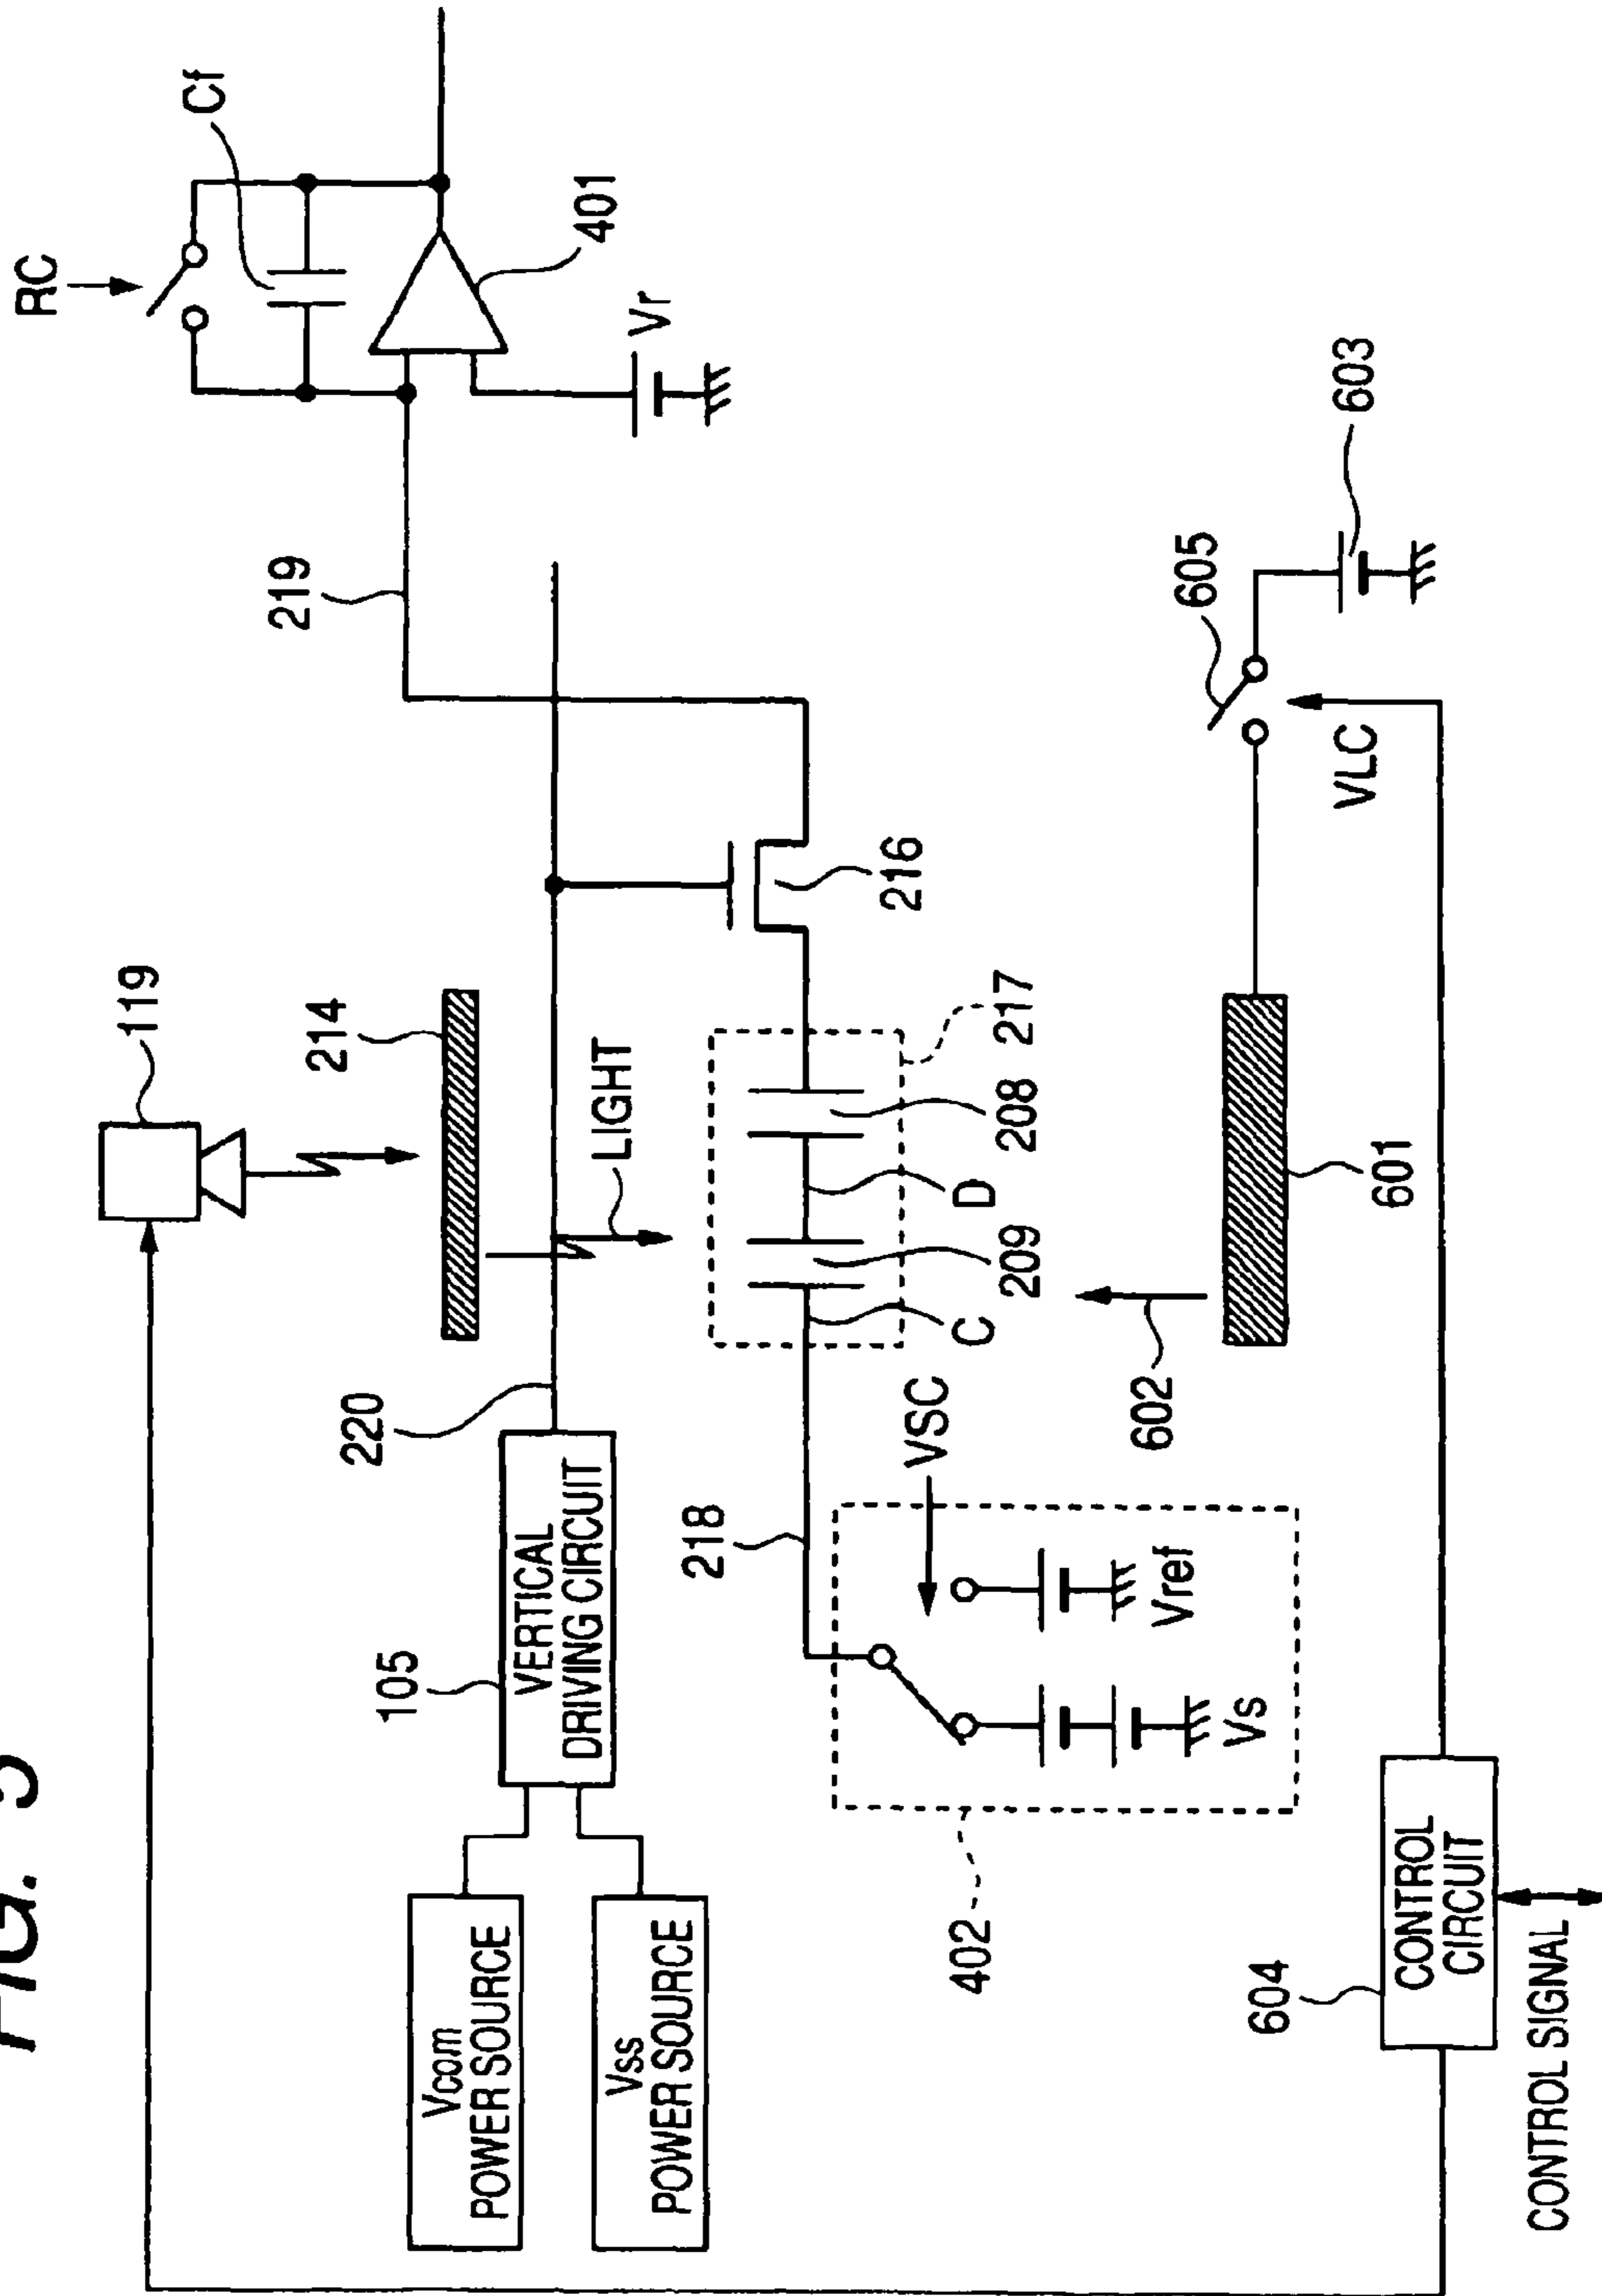 RC
Cf
401
Vr
219
119
214
LIGHT
220
105
VERTICAL
DRIVING CIRCUIT
Vcom
POWER SOURCE
Vss
POWER SOURCE
216
217
208
D
209
C
218
VSC
402
Vs
Vref
602
601
605
603
VLC
604
CONTROL
CIRCUIT
CONTROL SIGNAL